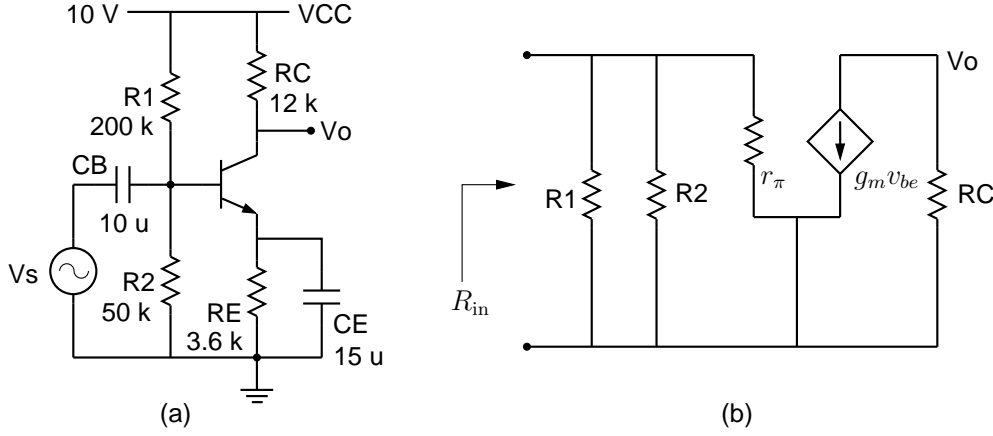 10 V
VCC
R1
200 k
RC
12 k
Vo
CB
10 u
Vs
R2
50 k
RE
3.6 k
CE
15 u
(a)
Vo
R1
R2
rπ
gmvbe
RC
Rin
(b)